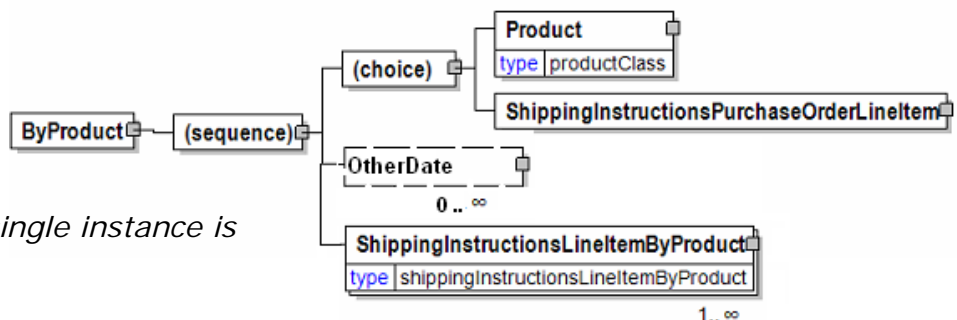 Product
type productClass
(choice)
ShippingInstructionsPurchaseOrderLineItem
ByProduct
(sequence)
OtherDate
0 .. ∞
ingle instance is
ShippingInstructionsLineItemByProduct
type shippingInstructionsLineItemByProduct
1.. ∞